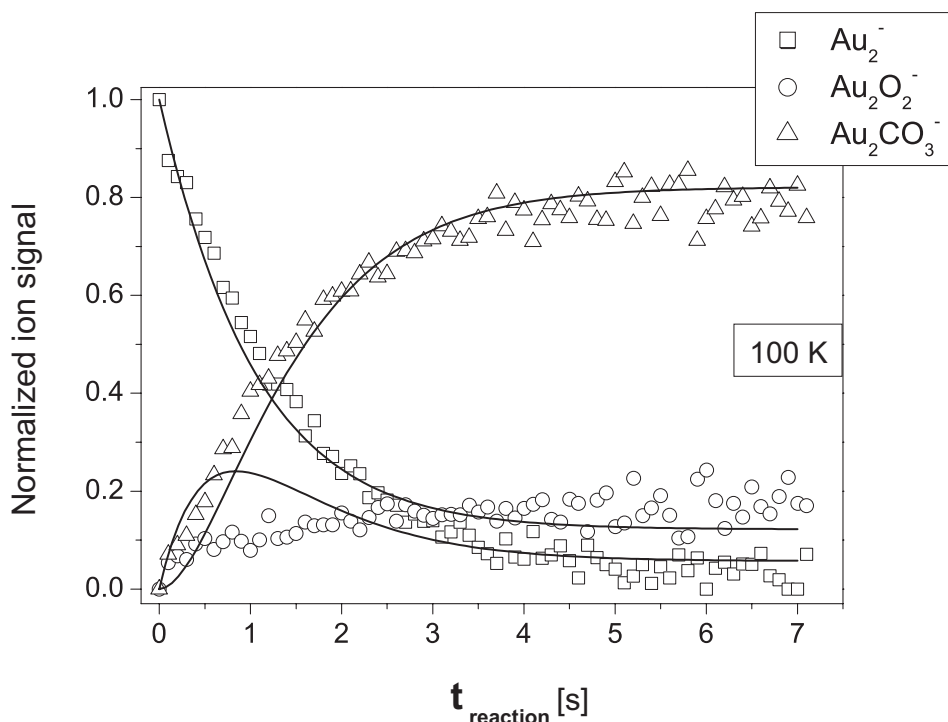 Au₂⁻
Au₂O₂⁻
Au₂CO₃⁻
1.0
0.8
0.6
0.4
0.2
0.0
Normalized ion signal
100 K
0 1 2 3 4 5 6 7
t reaction [s]